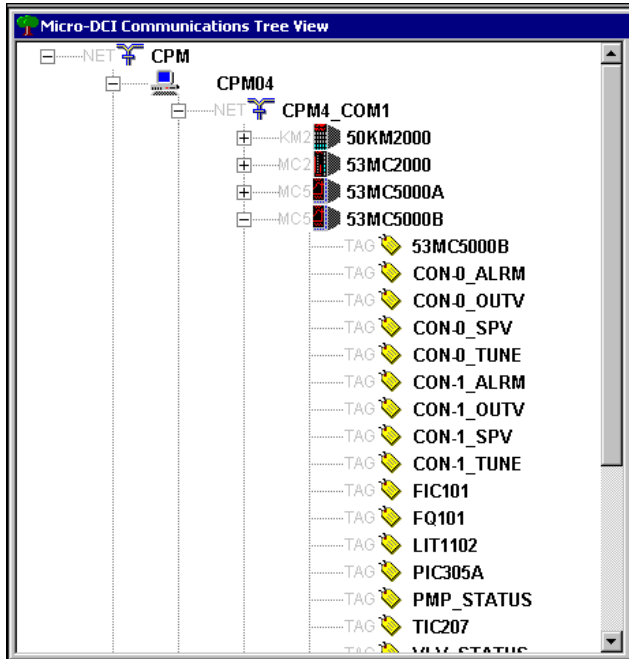 Micro-DCI Communications Tree View
NET CPM
CPM04
NET CPM4_COM1
KM2 50KM2000
MC2 53MC2000
MC5 53MC5000A
MC5 53MC5000B
TAG 53MC5000B
TAG CON-0_ALRM
TAG CON-0_OUTV
TAG CON-0_SPV
TAG CON-0_TUNE
TAG CON-1_ALRM
TAG CON-1_OUTV
TAG CON-1_SPV
TAG CON-1_TUNE
TAG FIC101
TAG FQ101
TAG LIT1102
TAG PIC305A
TAG PMP_STATUS
TAG TIC207
TAG VLV_STATUS